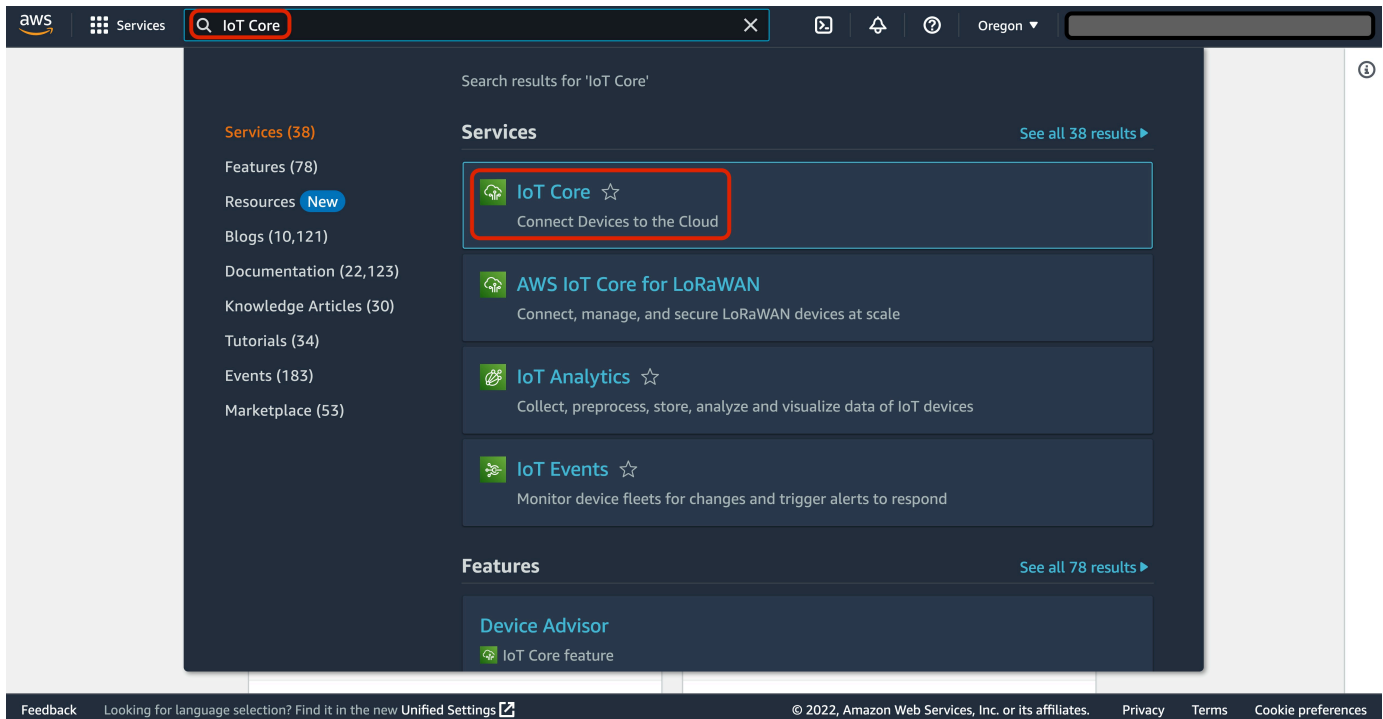 aws Services IoT Core Oregon
Search results for 'IoT Core'
Services (38)
Features (78)
Resources New
Blogs (10,121)
Documentation (22,123)
Knowledge Articles (30)
Tutorials (34)
Events (183)
Marketplace (53)
Services See all 38 results
IoT Core
Connect Devices to the Cloud
AWS IoT Core for LoRaWAN
Connect, manage, and secure LoRaWAN devices at scale
IoT Analytics
Collect, preprocess, store, analyze and visualize data of IoT devices
IoT Events
Monitor device fleets for changes and trigger alerts to respond
Features See all 78 results
Device Advisor
IoT Core feature
Feedback Looking for language selection? Find it in the new Unified Settings © 2022, Amazon Web Services, Inc. or its affiliates. Privacy Terms Cookie preferences